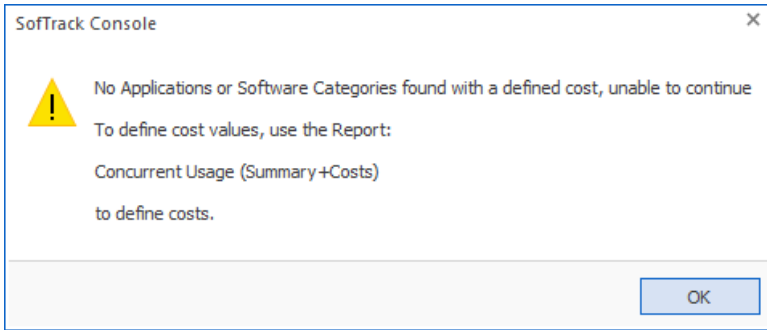 SofTrack Console
No Applications or Software Categories found with a defined cost, unable to continue
To define cost values, use the Report:
Concurrent Usage (Summary+Costs)
to define costs.
OK